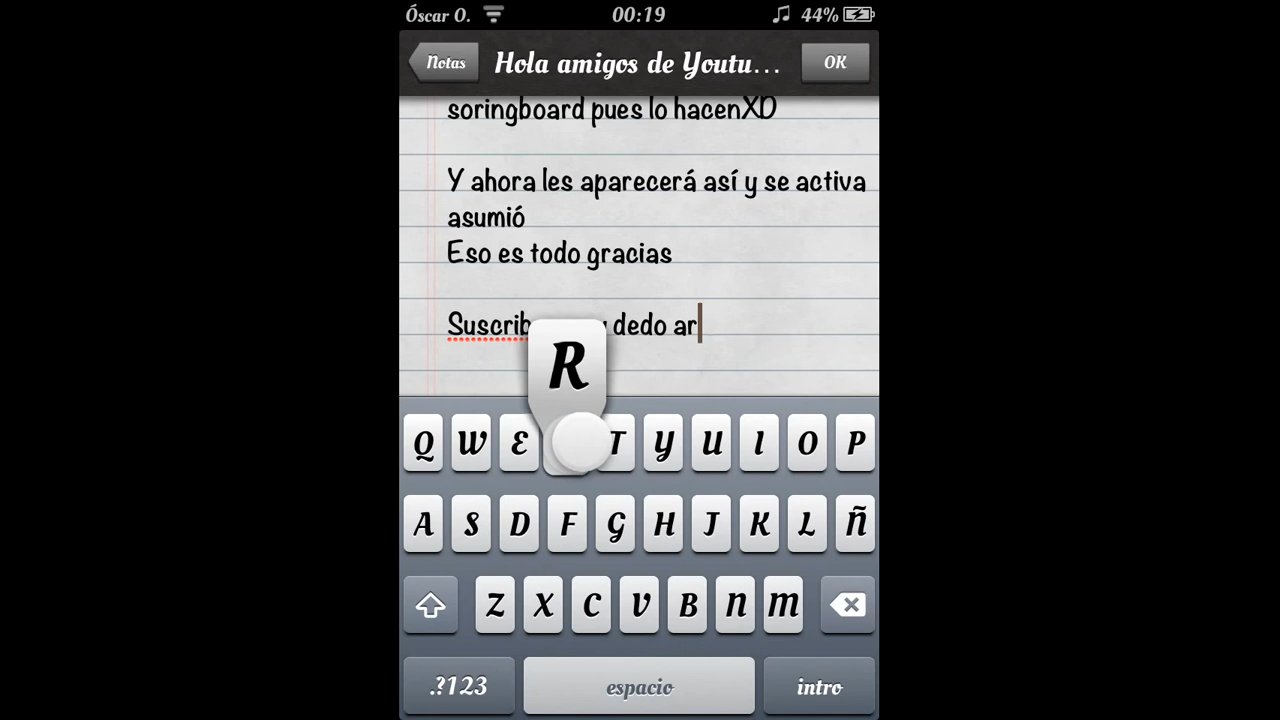 Óscar O. 00:19 44%
Notas Hola amigos de Youtu... OK
soringboard pues lo hacenXD
Y ahora les aparecerá así y se activa
asumió
Eso es todo gracias
dedo ar
R
Q W E T Y U I O P
A S D F G H J K L Ñ
Z X C V B N M
.?123 espacio intro